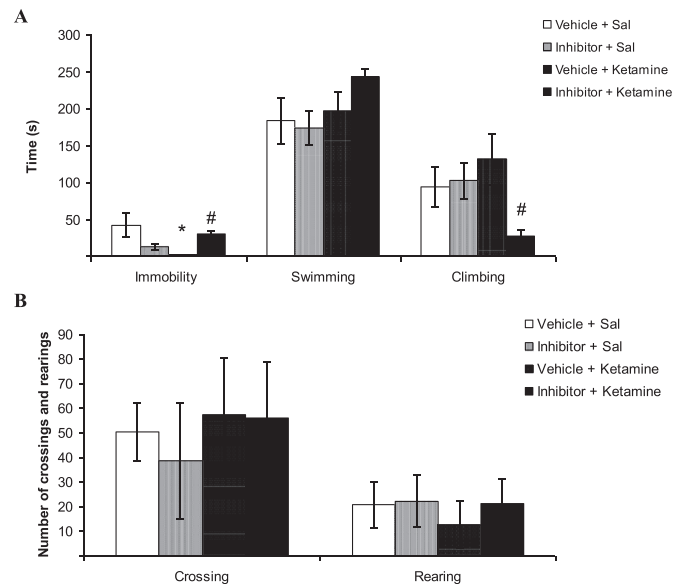 A
Vehicle + Sal
Inhibitor + Sal
Vehicle + Ketamine
Inhibitor + Ketamine
300
250
200
150
100
50
Time (s)
*
#
#
Immobility Swimming Climbing
B
Vehicle + Sal
Inhibitor + Sal
Vehicle + Ketamine
Inhibitor + Ketamine
90
80
70
60
50
40
30
20
10
Number of crossings and rearings
Crossing Rearing